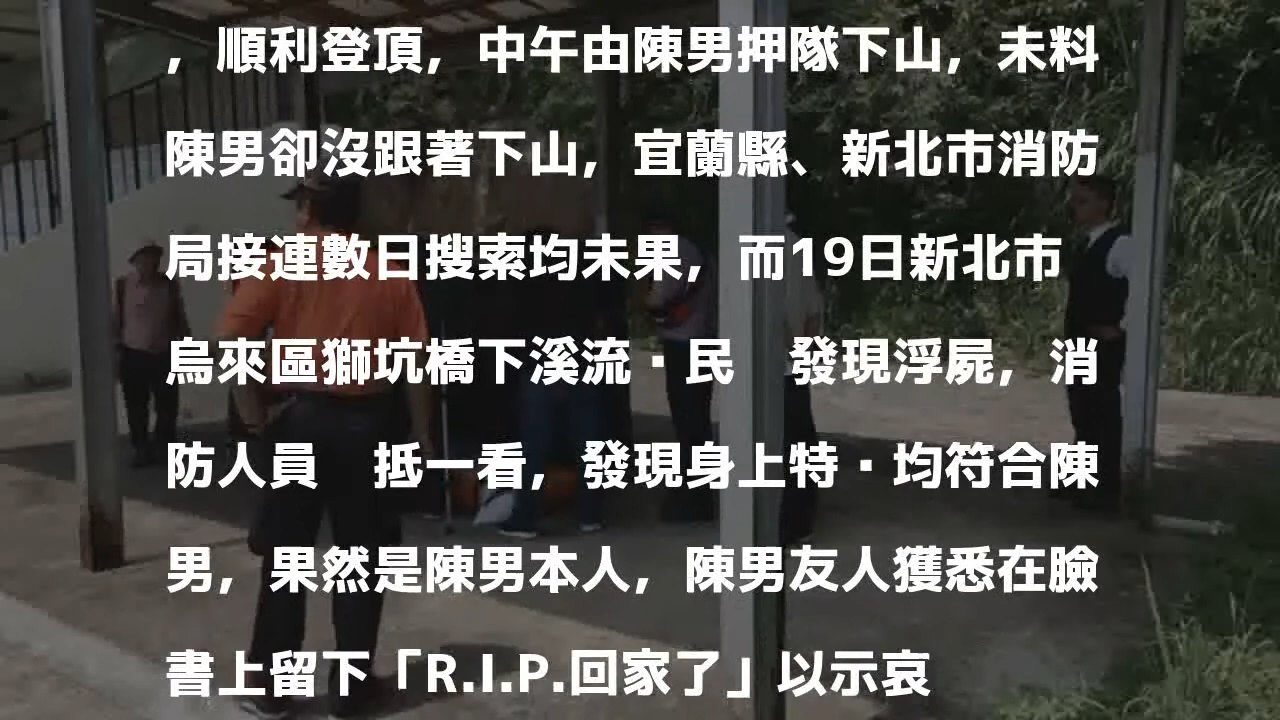 ，順利登頂，中午由陳男押隊下山，未料
陳男卻沒跟著下山，宜蘭縣、新北市消防
局接連數日搜索均未果，而19日新北市
烏來區獅坑橋下溪流·民　發現浮屍，消
防人員　抵一看，發現身上特·均符合陳
男，果然是陳男本人，陳男友人獲悉在臉
書上留下「R.I.P.回家了」以示哀